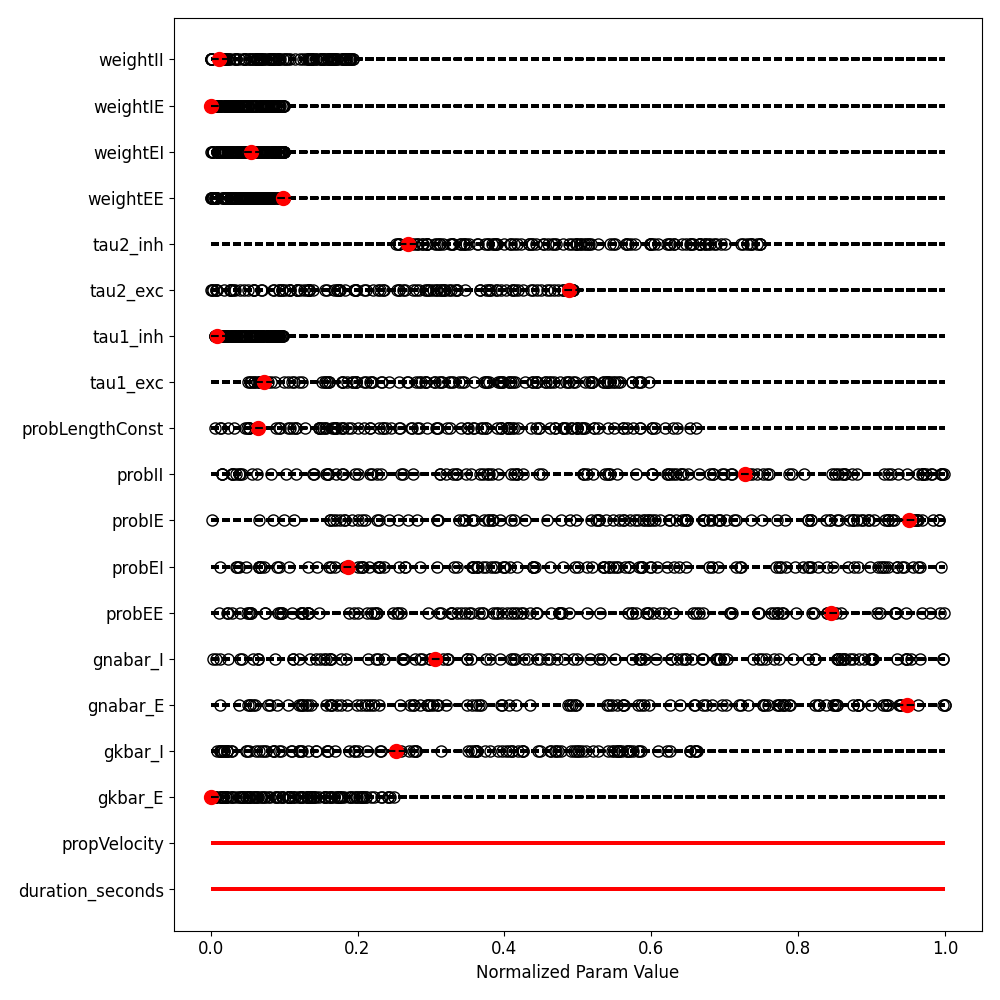 weightII
weightIE
weightEI
weightEE
tau2_inh
tau2_exc
tau1_inh
tau1_exc
probLengthConst
probII
probIE
probEI
probEE
gnabar_I
gnabar_E
gkbar_I
gkbar_E
propVelocity
duration_seconds
0.0 0.2 0.4 0.6 0.8 1.0
Normalized Param Value